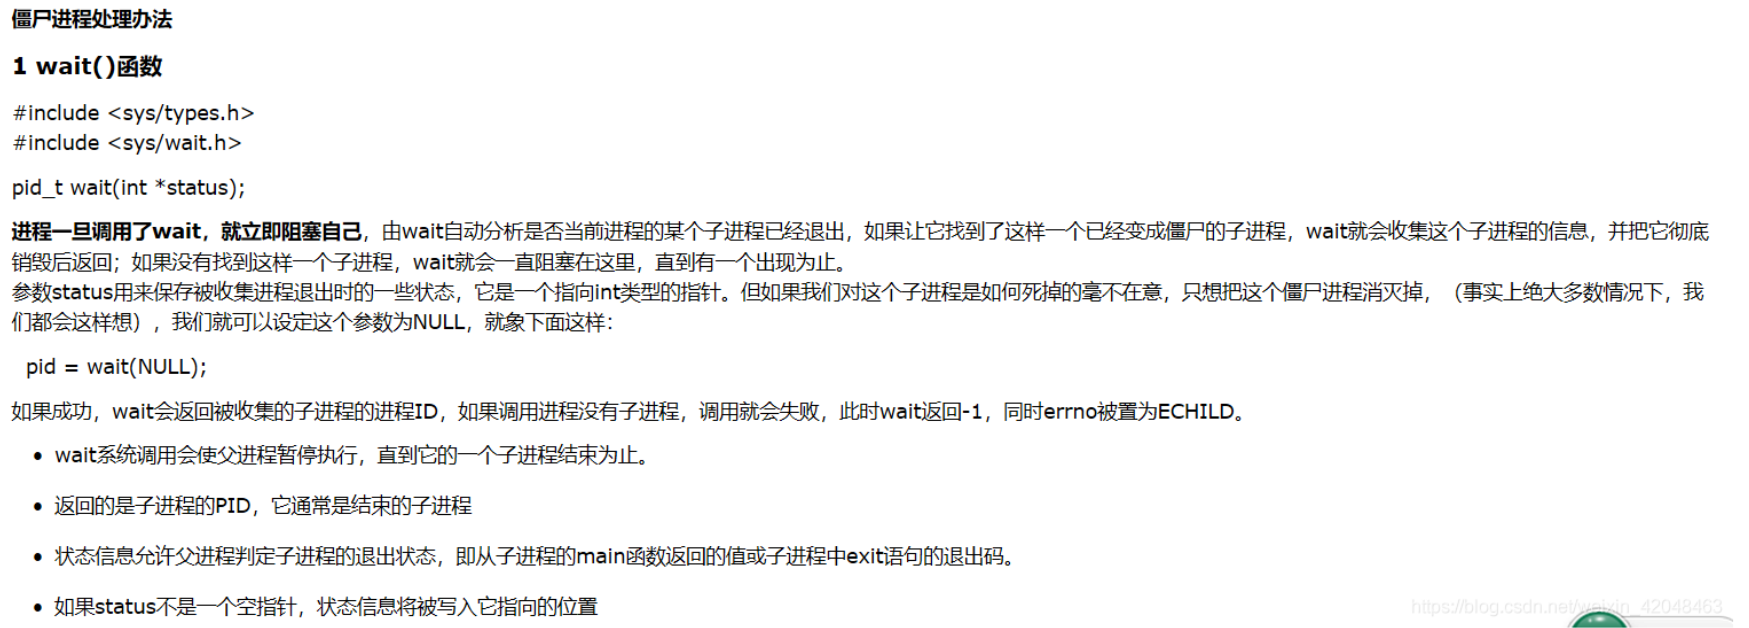 僵尸进程处理办法
1 wait()函数
#include <sys/types.h>
#include <sys/wait.h>
pid_t wait(int *status);
进程一旦调用了wait，就立即阻塞自己，由wait自动分析是否当前进程的某个子进程已经退出，如果让它找到了这样一个已经变成僵尸的子进程，wait就会收集这个子进程的信息，并把它彻底
销毁后返回；如果没有找到这样一个子进程，wait就会一直阻塞在这里，直到有一个出现为止。
参数status用来保存被收集进程退出时的一些状态，它是一个指向int类型的指针。但如果我们对这个子进程是如何死掉的毫不在意，只想把这个僵尸进程消灭掉，（事实上绝大多数情况下，我
们都会这样想），我们就可以设定这个参数为NULL，就象下面这样：
pid = wait(NULL);
如果成功，wait会返回被收集的子进程的进程ID，如果调用进程没有子进程，调用就会失败，此时wait返回-1，同时errno被置为ECHILD。
• wait系统调用会使父进程暂停执行，直到它的一个子进程结束为止。
• 返回的是子进程的PID，它通常是结束的子进程
• 状态信息允许父进程判定子进程的退出状态，即从子进程的main函数返回的值或子进程中exit语句的退出码。
• 如果status不是一个空指针，状态信息将被写入它指向的位置
https://blog.csdn.net/weixin_42048463